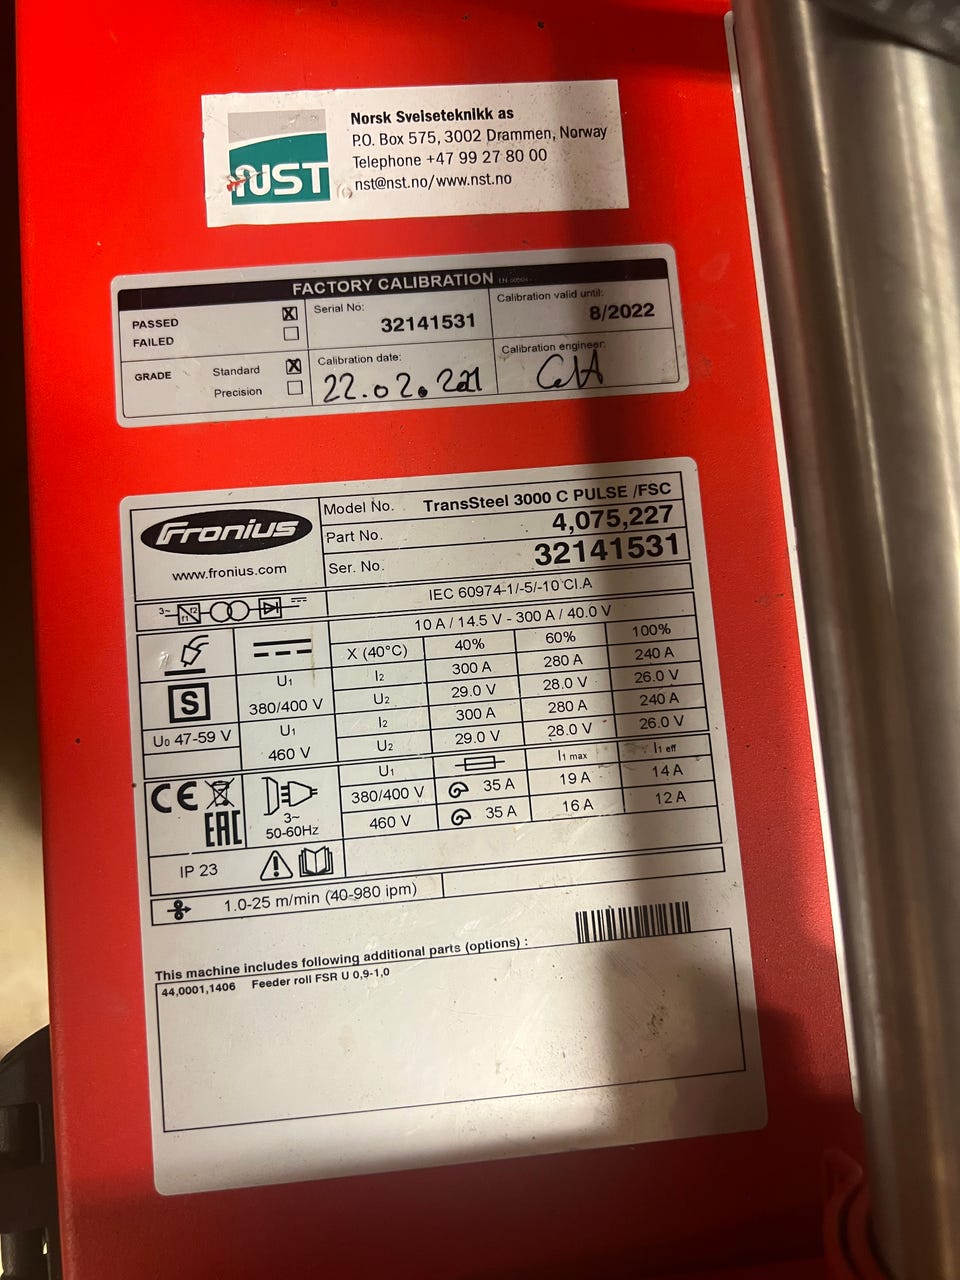 NST
Norsk Sveiseteknikk as
P.O. Box 575, 3002 Drammen, Norway
Telephone +47 99 27 80 00
nst@nst.no/www.nst.no
FACTORY CALIBRATION
PASSED X
FAILED
Serial No:
32141531
Calibration valid until:
8/2022
GRADE Standard X
Precision
Calibration date:
22.02.2021
Calibration engineer:
Fronius
www.fronius.com
Model No. TransSteel 3000 C PULSE /FSC
Part No. 4,075,227
Ser. No. 32141531
3~ f1 f2
IEC 60974-1/-5/-10 Cl.A
10 A / 14.5 V - 300 A / 40.0 V
X (40°C) 40% 60% 100%
U1 I2 300 A 280 A 240 A
380/400 V U2 29.0 V 28.0 V 26.0 V
S
U0 47-59 V
U1 I2 300 A 280 A 240 A
460 V U2 29.0 V 28.0 V 26.0 V
CE
EAC
3~
50-60Hz
U1 I1 max I1 eff
380/400 V 35 A 19 A 14 A
460 V 35 A 16 A 12 A
IP 23
1.0-25 m/min (40-980 ipm)
This machine includes following additional parts (options) :
44,0001,1406 Feeder roll FSR U 0,9-1,0